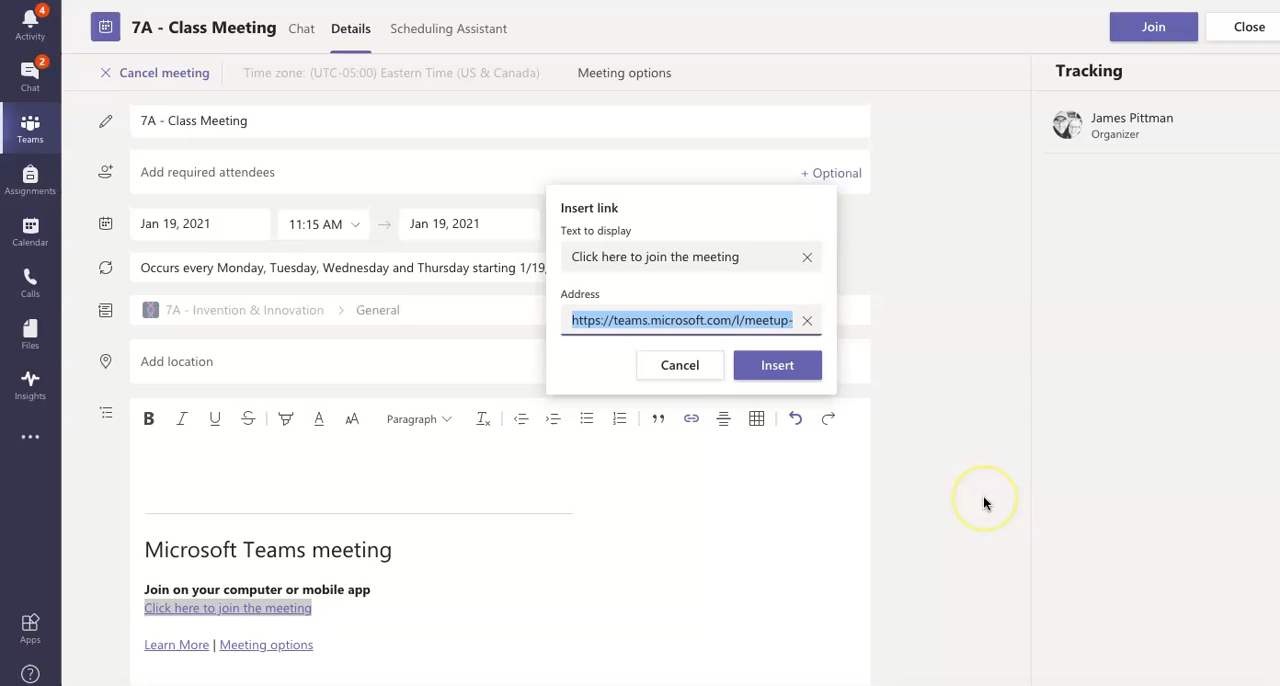 4
Activity
2
Chat
Teams
Assignments
Calendar
Calls
Files
Insights
Apps
7A - Class Meeting
Chat
Details
Scheduling Assistant
Join
Close
Cancel meeting
Time zone: (UTC-05:00) Eastern Time (US & Canada)
Meeting options
Tracking
James Pittman
Organizer
7A - Class Meeting
Add required attendees
+ Optional
Jan 19, 2021
11:15 AM
Jan 19, 2021
Occurs every Monday, Tuesday, Wednesday and Thursday starting 1/19,
7A - Invention & Innovation > General
Add location
Insert link
Text to display
Click here to join the meeting
Address
https://teams.microsoft.com/l/meetup-
Cancel
Insert
Paragraph
Microsoft Teams meeting
Join on your computer or mobile app
Click here to join the meeting
Learn More | Meeting options